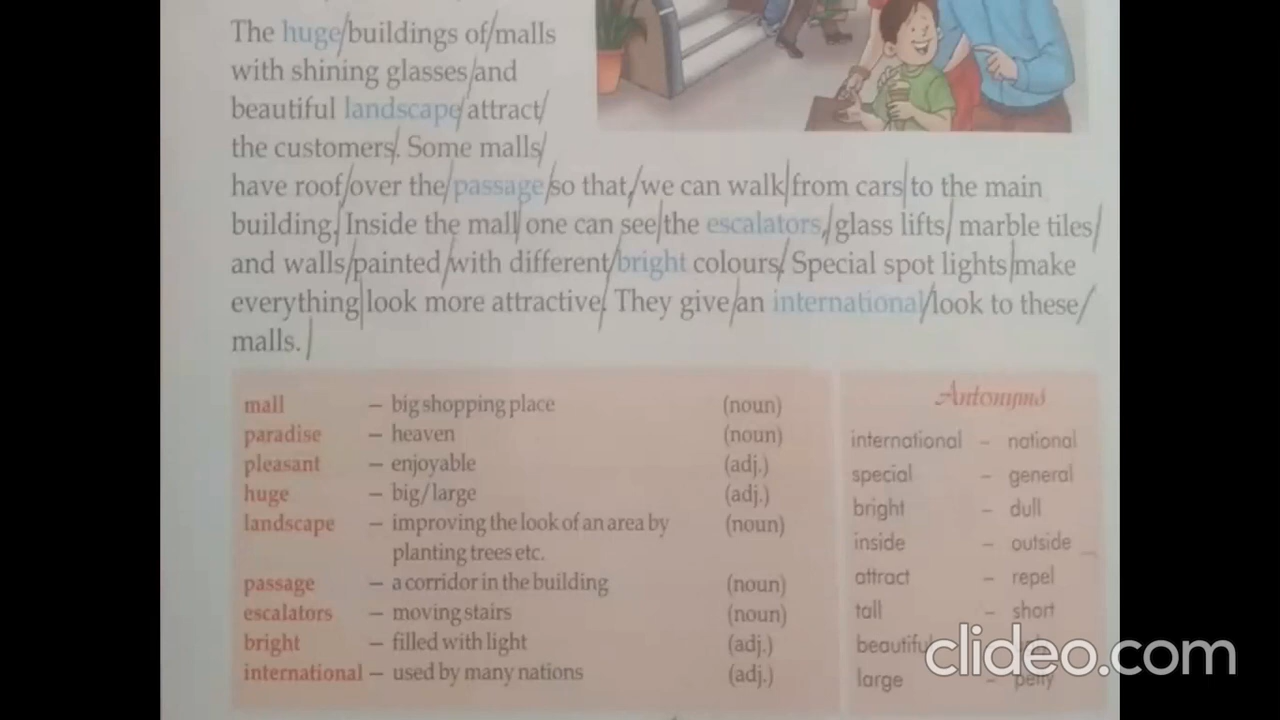 The huge buildings of malls
with shining glasses and
beautiful landscape attract
the customers. Some malls
have roof over the passage so that, we can walk from cars to the main
building. Inside the mall one can see the escalators, glass lifts, marble tiles
and walls painted with different bright colours. Special spot lights make
everything look more attractive. They give an international look to these
malls.
mall – big shopping place (noun)
paradise – heaven (noun)
pleasant – enjoyable (adj.)
huge – big/large (adj.)
landscape – improving the look of an area by (noun)
planting trees etc.
passage – a corridor in the building (noun)
escalators – moving stairs (noun)
bright – filled with light (adj.)
international – used by many nations (adj.)
Antonyms
international – national
special – general
bright – dull
inside – outside
attract – repel
tall – short
beautiful
large –
clideo.com